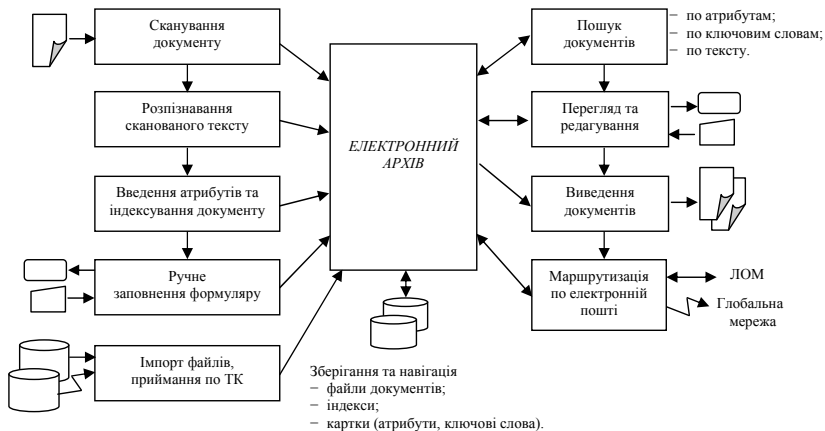 Сканування
документу
Розпізнавання
сканованого тексту
Введення атрибутів та
індексування документу
Ручне
заповнення формуляру
Імпорт файлів,
приймання по ТК
ЕЛЕКТРОННИЙ
АРХІВ
Зберігання та навігація
− файли документів;
− індекси;
− картки (атрибути, ключові слова).
Пошук
документів
− по атрибутам;
− по ключовим словам;
− по тексту.
Перегляд та
редагування
Виведення
документів
Маршрутизація
по електронній
пошті
ЛОМ
Глобальна
мережа